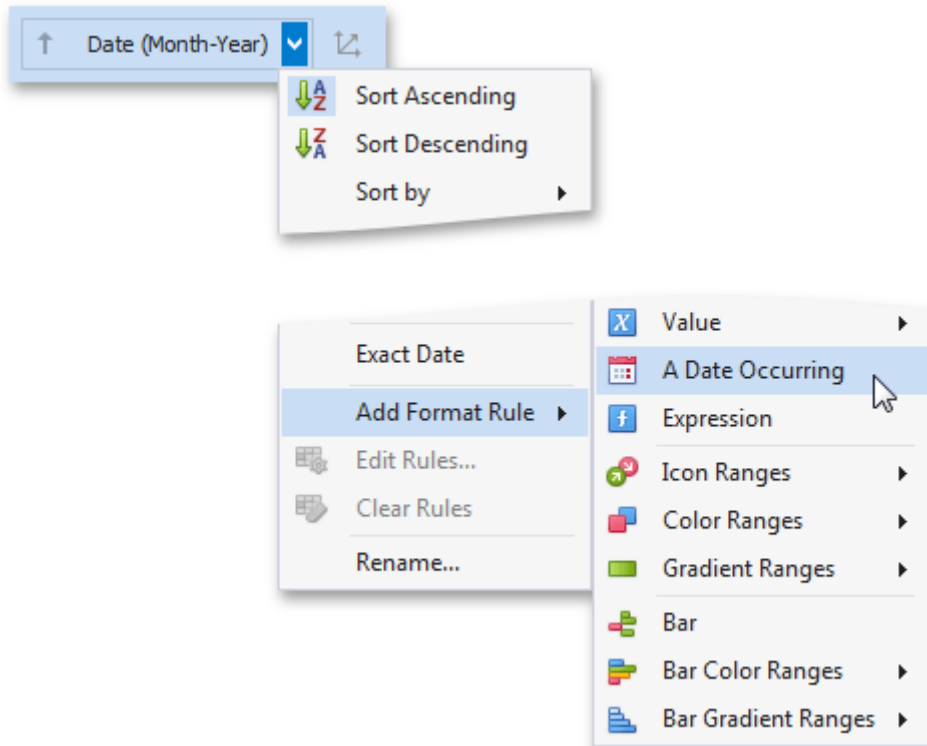 Date (Month-Year)
Sort Ascending
Sort Descending
Sort by
Exact Date
Add Format Rule
Edit Rules...
Clear Rules
Rename...
Value
A Date Occurring
Expression
Icon Ranges
Color Ranges
Gradient Ranges
Bar
Bar Color Ranges
Bar Gradient Ranges